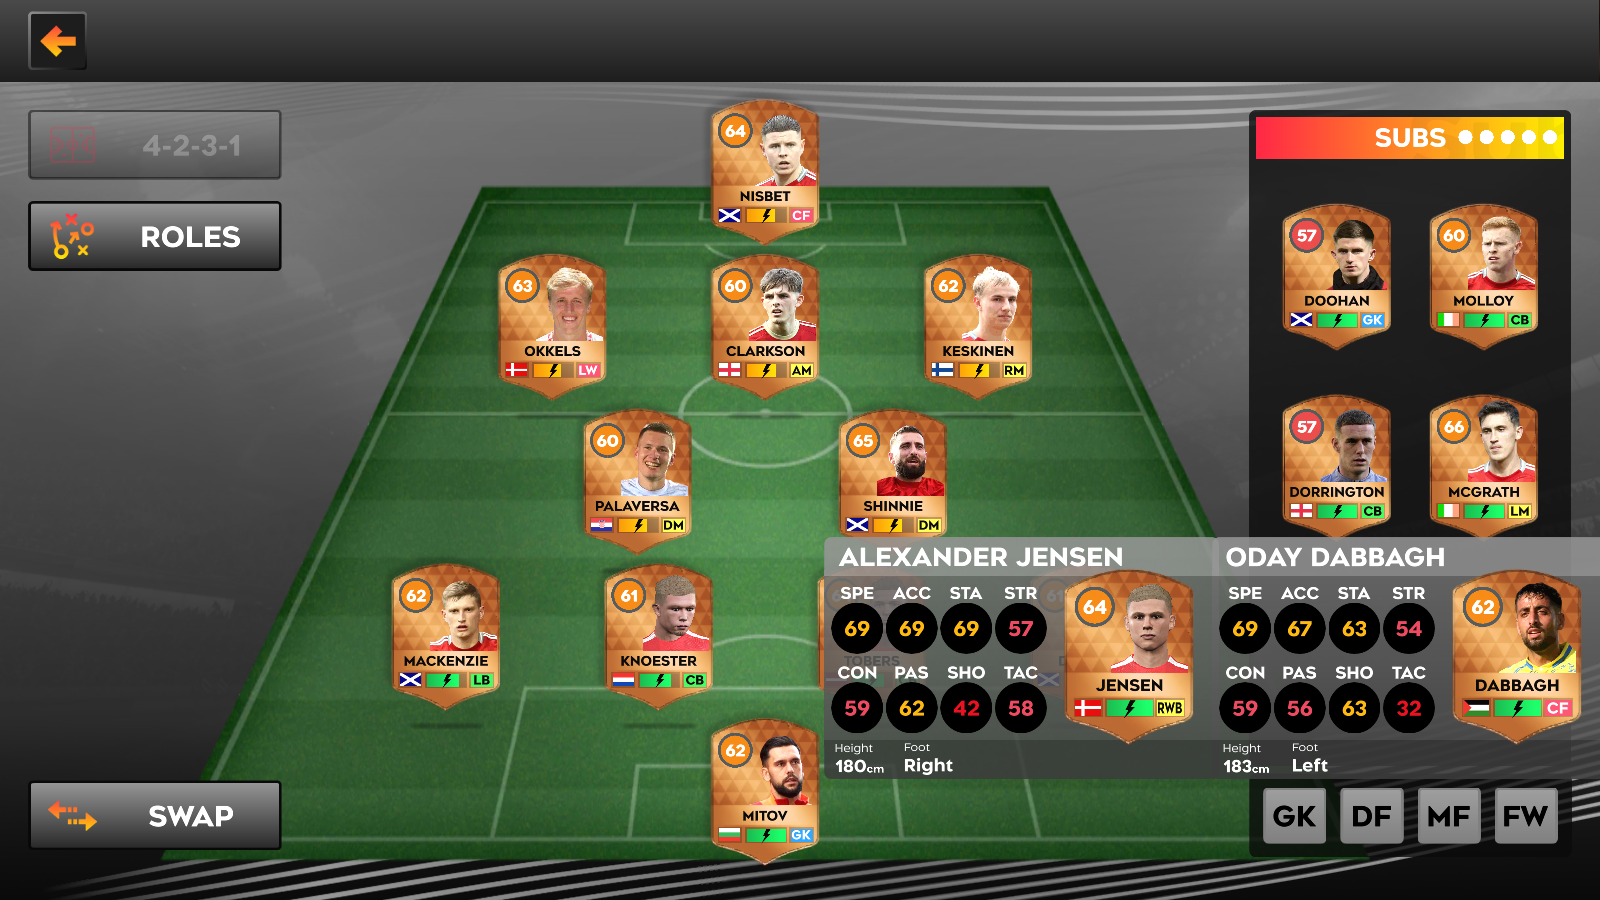 4-2-3-1
ROLES
SWAP
64
NISBET
CF
63
OKKELS
LW
60
CLARKSON
AM
62
KESKINEN
RM
60
PALAVERSA
DM
65
SHINNIE
DM
62
MACKENZIE
LB
61
KNOESTER
CB
TOBERS
61
62
MITOV
GK
SUBS
57
DOOHAN
GK
60
MOLLOY
CB
57
DORRINGTON
CB
66
MCGRATH
LM
ALEXANDER JENSEN
SPE ACC STA STR
69 69 69 57
CON PAS SHO TAC
59 62 42 58
Height Foot
180cm Right
64
JENSEN
RWB
ODAY DABBAGH
SPE ACC STA STR
69 67 63 54
CON PAS SHO TAC
59 56 63 32
Height Foot
183cm Left
62
DABBAGH
CF
GK DF MF FW